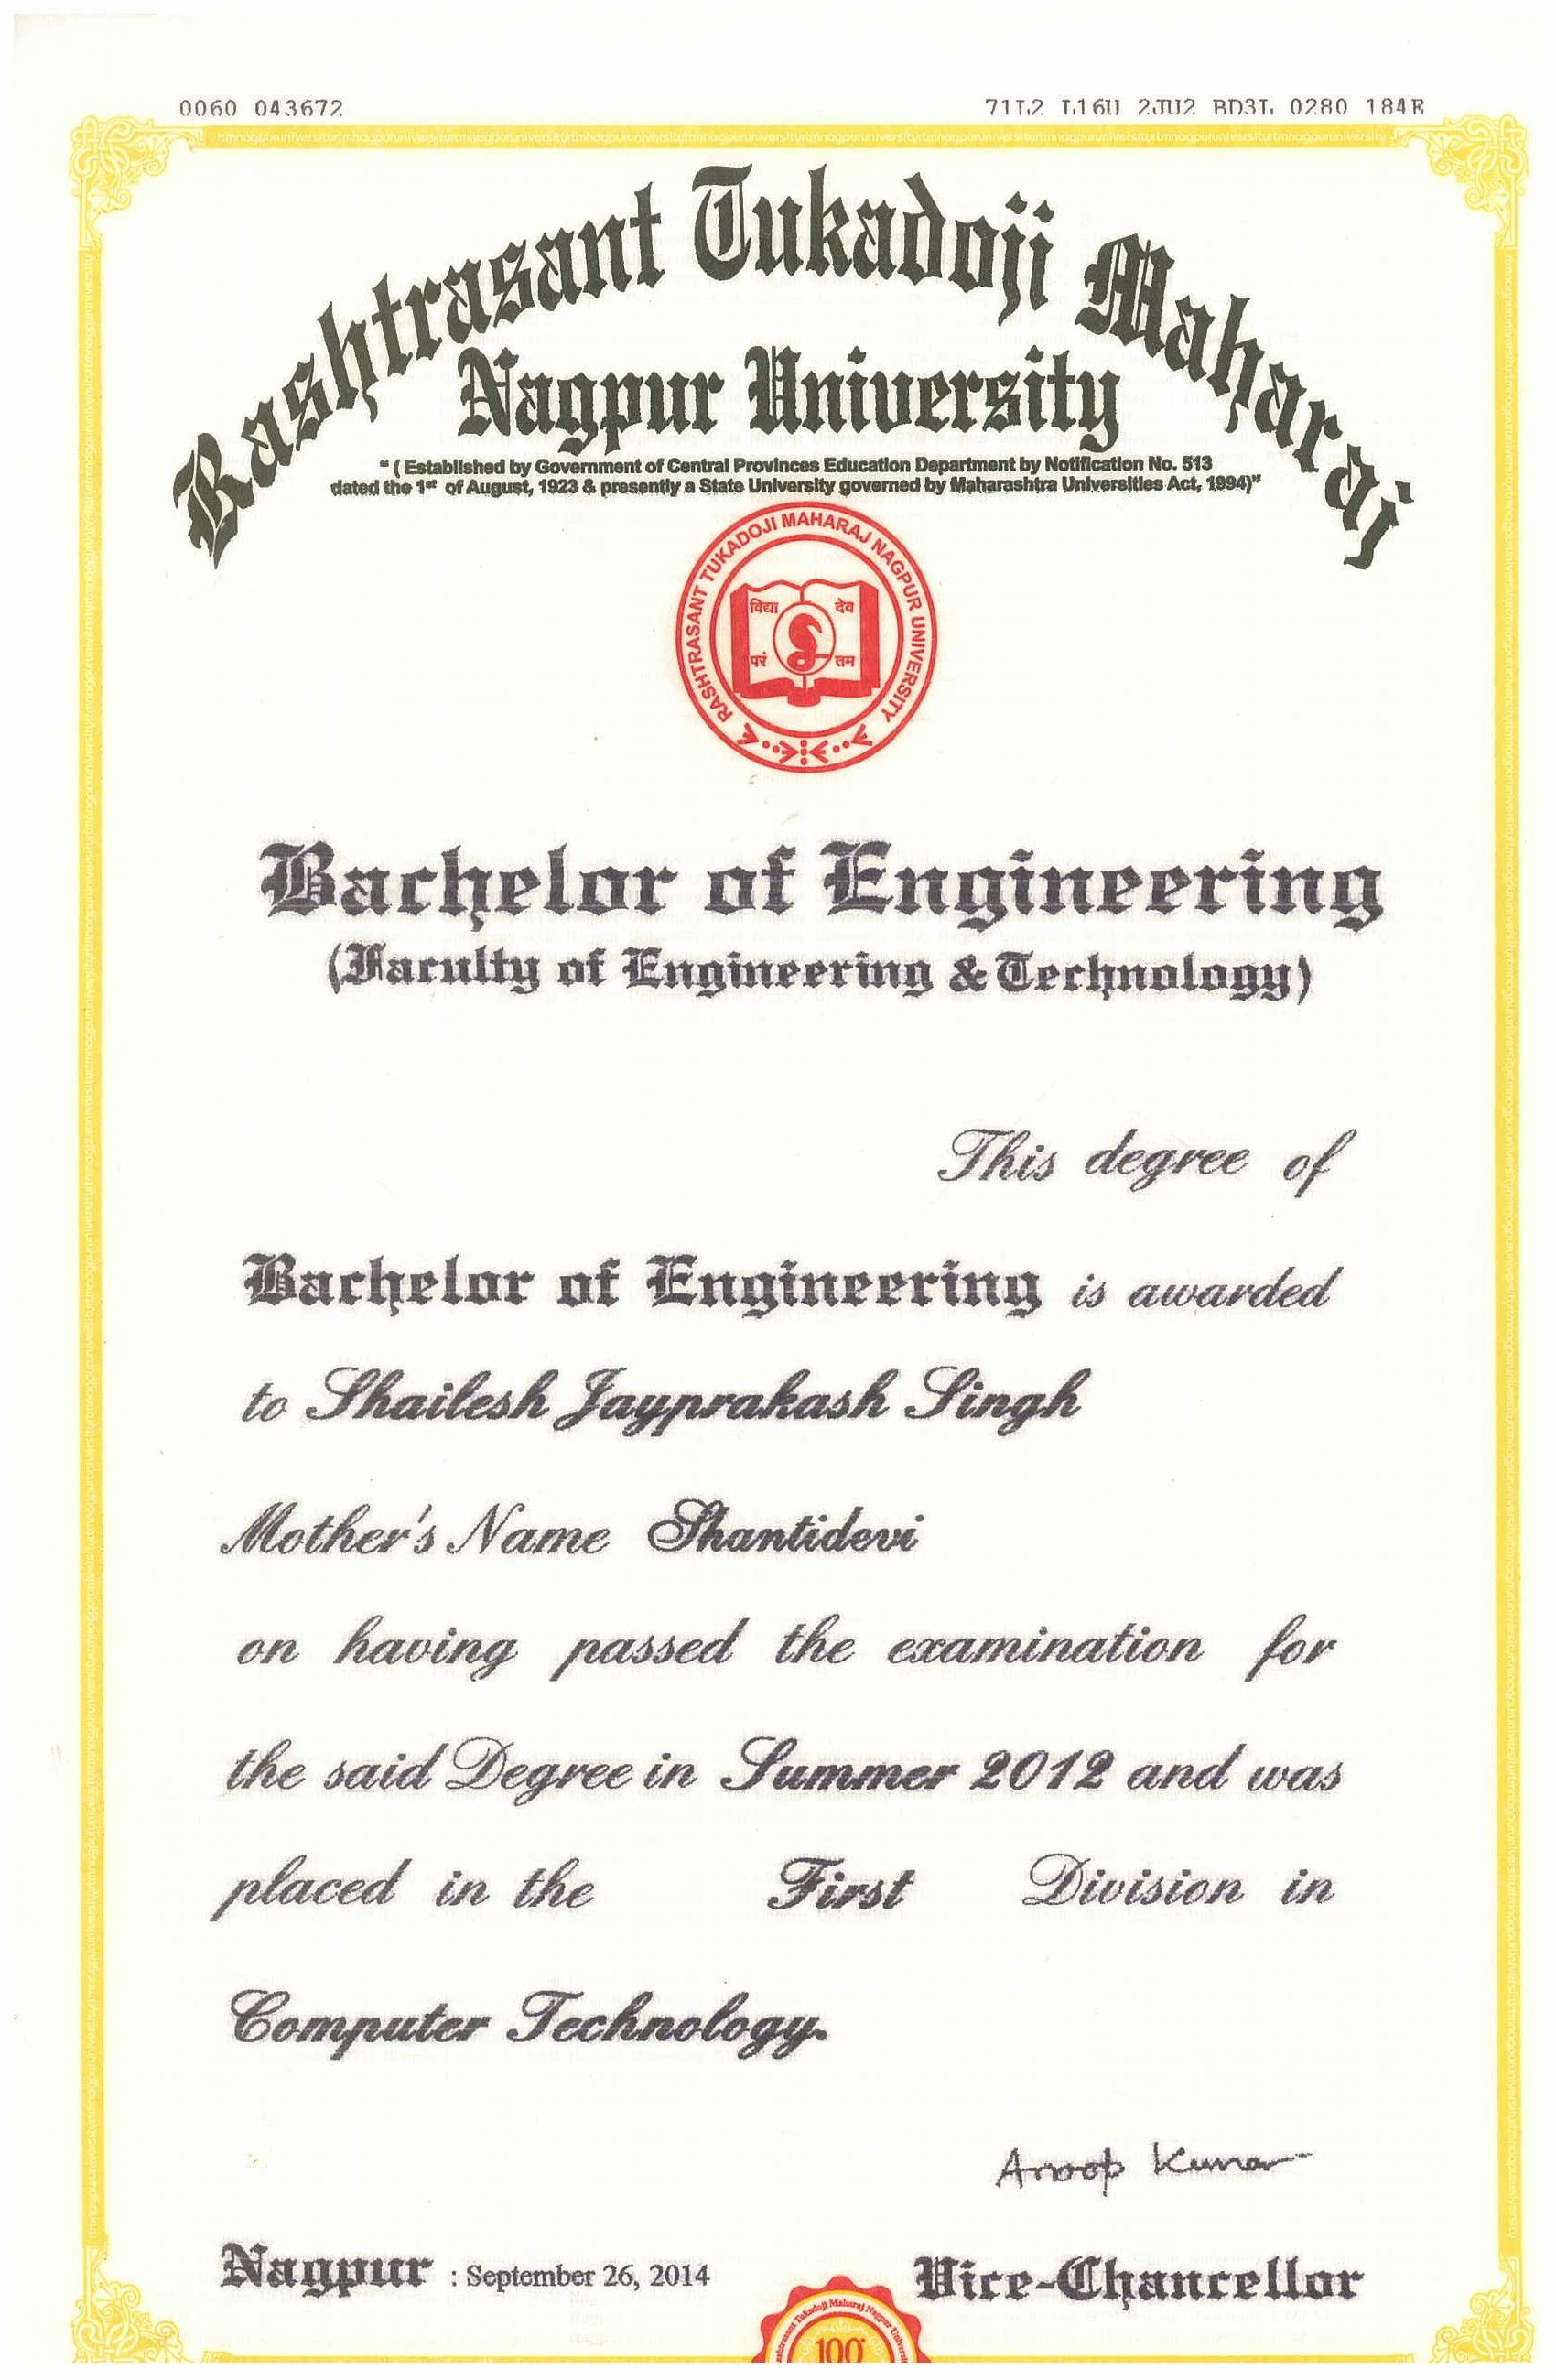 0060 043672
71L2 L16U 2JU2 BD3L 0280 184E
Rashtrasant Tukadoji Maharaj
Nagpur University
“ ( Established by Government of Central Provinces Education Department by Notification No. 513
dated the 1st of August, 1923 & presently a State University governed by Maharashtra Universities Act, 1994)”
RASHTRASANT TUKADOJI MAHARAJ NAGPUR UNIVERSITY
विद्या देव
परं तम
Bachelor of Engineering
(Faculty of Engineering & Technology)
This degree of
Bachelor of Engineering is awarded
to Shailesh Jayprakash Singh
Mother's Name Shantidevi
on having passed the examination for
the said Degree in Summer 2012 and was
placed in the First Division in
Computer Technology.
Anoop Kumar
Nagpur : September 26, 2014
Vice-Chancellor
Tukadoji Maharaj Nagpur
100